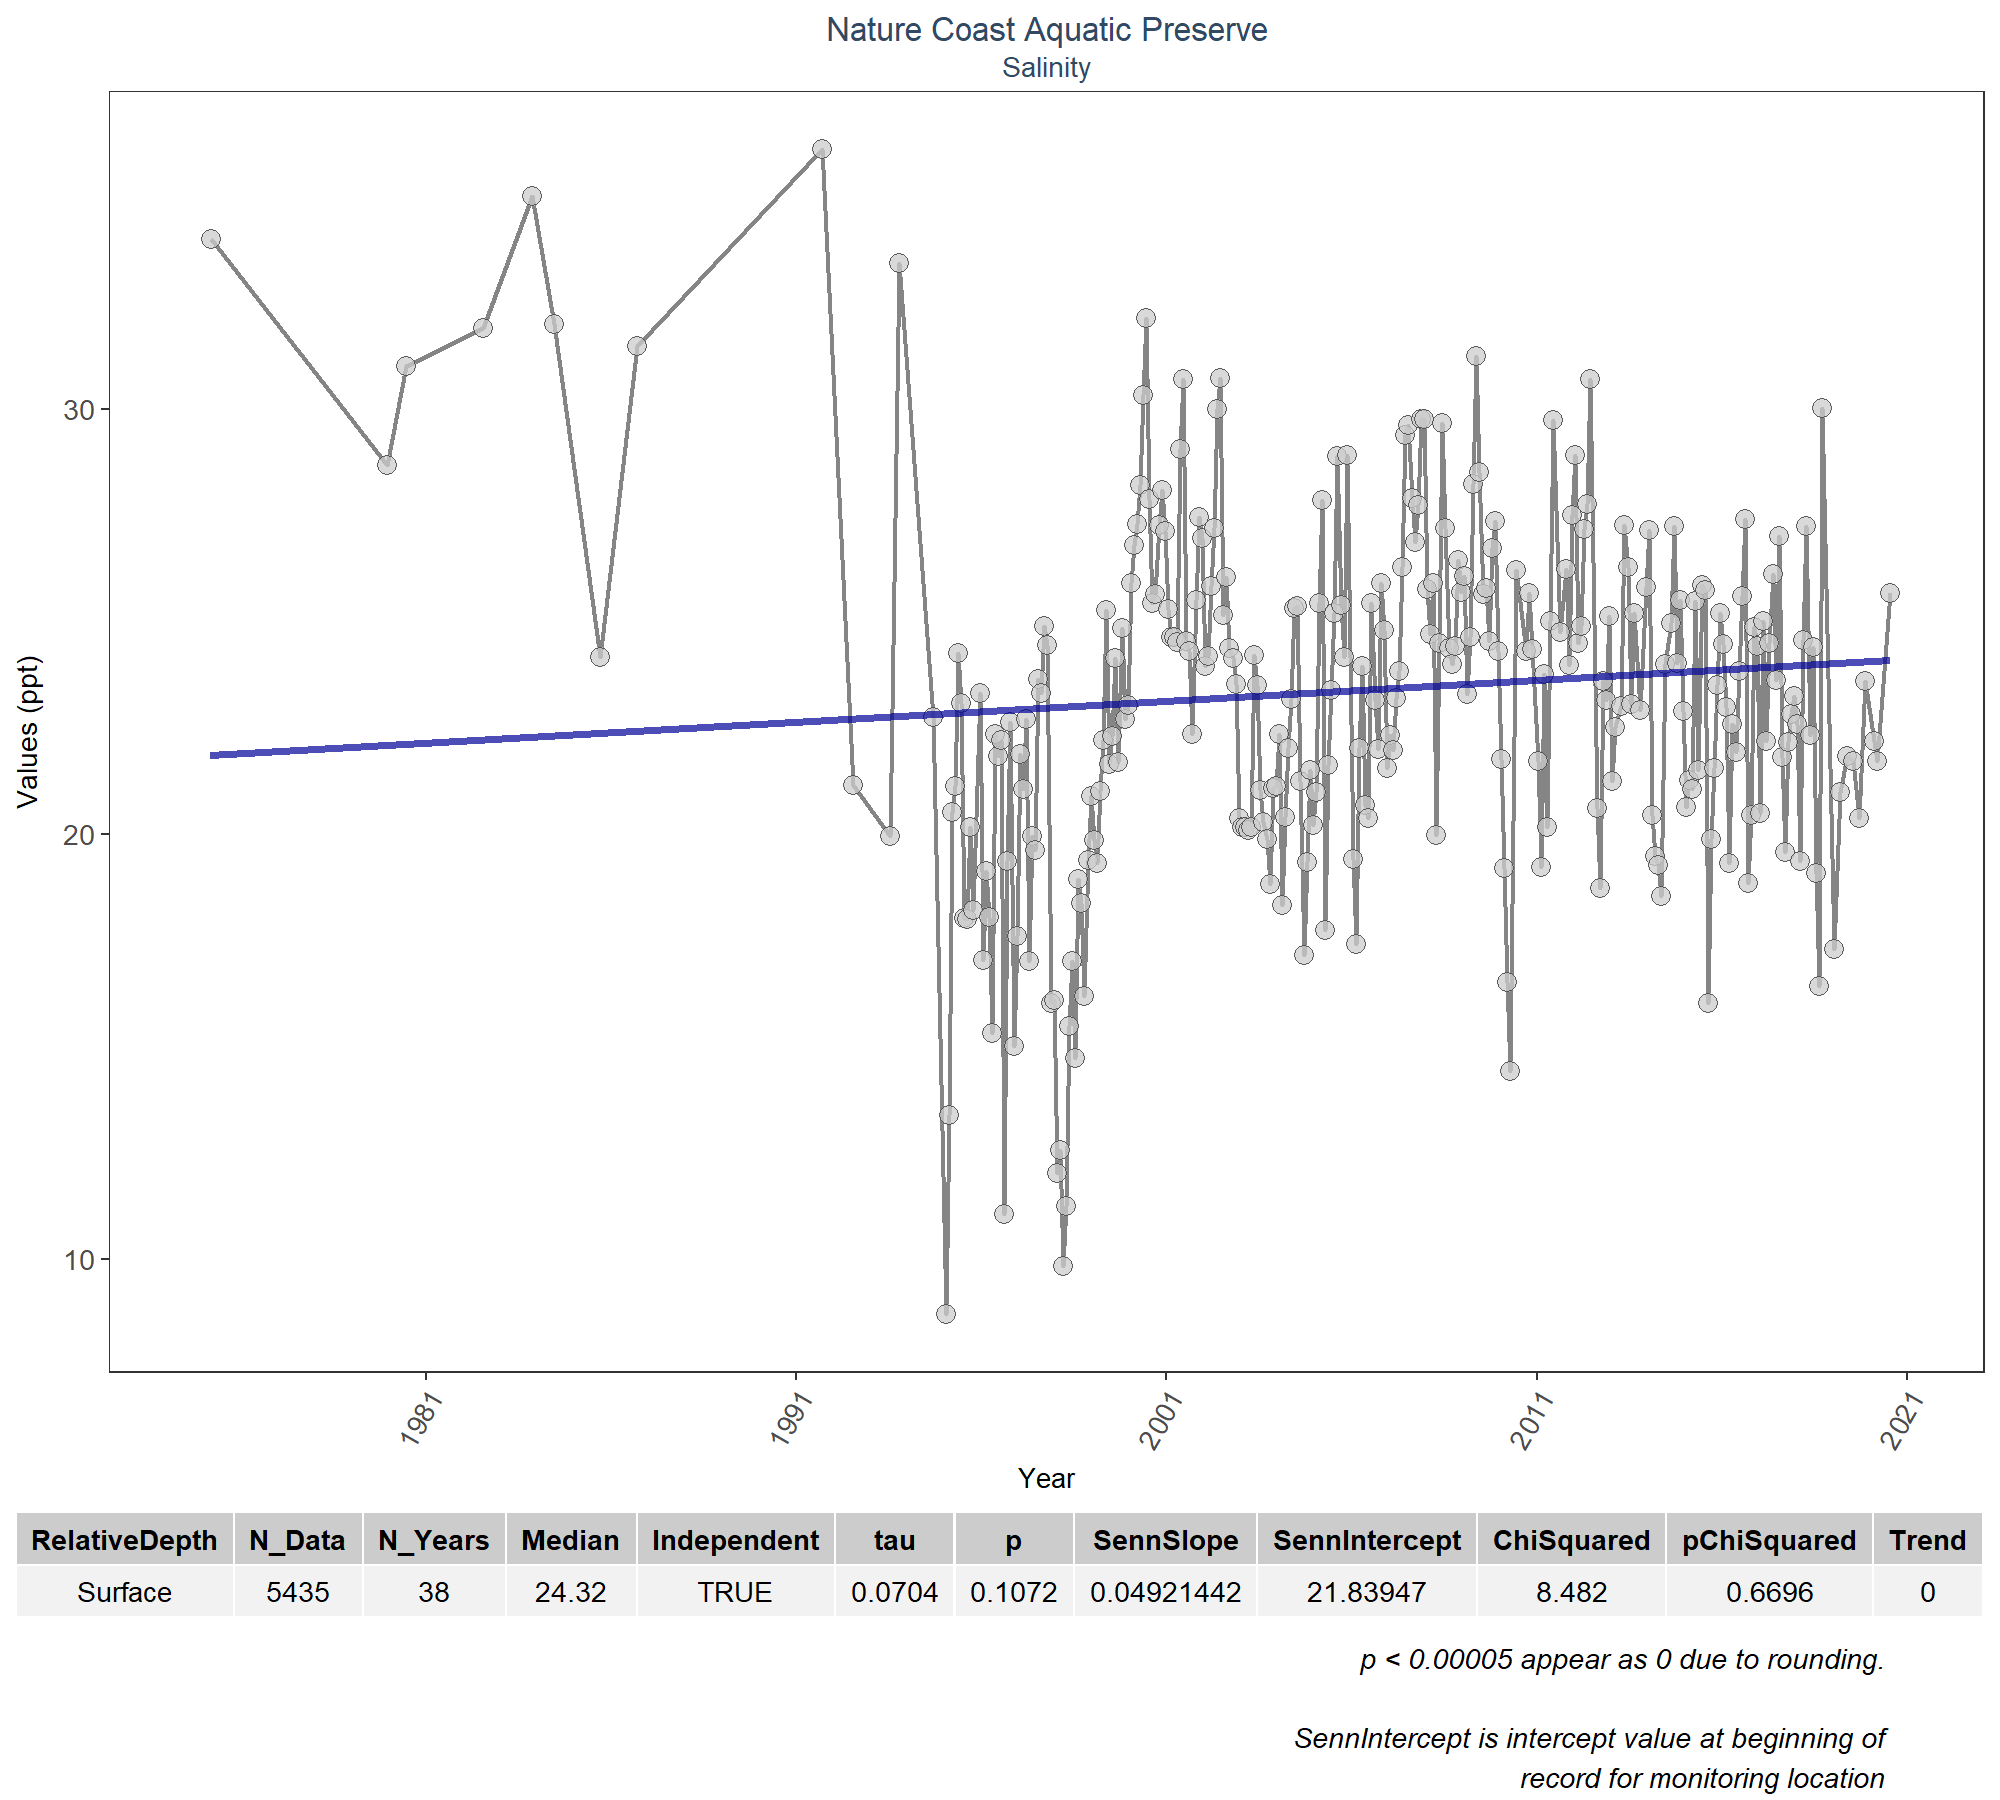 Nature Coast Aquatic Preserve
Salinity
Values (ppt)
30
20
10
1981
1991
2001
2011
2021
Year
RelativeDepth N_Data N_Years Median Independent tau p SennSlope SennIntercept ChiSquared pChiSquared Trend
Surface 5435 38 24.32 TRUE 0.0704 0.1072 0.04921442 21.83947 8.482 0.6696 0
p < 0.00005 appear as 0 due to rounding.
SennIntercept is intercept value at beginning of
record for monitoring location